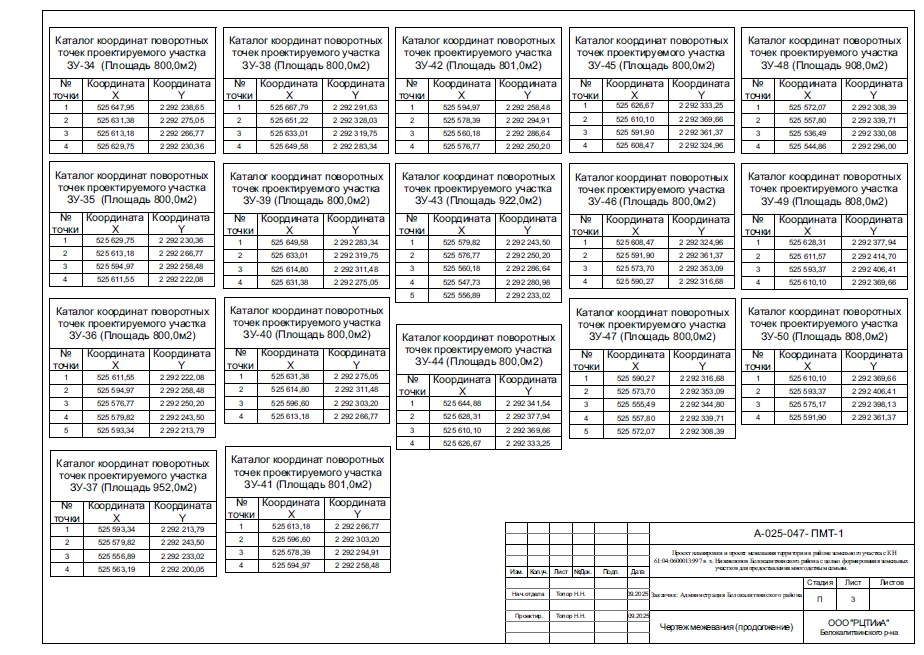 Каталог координат поворотных
точек проектируемого участка
ЗУ-34 (Площадь 800,0м2)
№ точки Координата X Координата Y
1 525 647,95 2 292 238,65
2 525 631,38 2 292 275,05
3 525 613,18 2 292 266,77
4 525 629,75 2 292 230,36
Каталог координат поворотных
точек проектируемого участка
ЗУ-38 (Площадь 800,0м2)
№ точки Координата X Координата Y
1 525 667,79 2 292 291,63
2 525 651,22 2 292 328,03
3 525 633,01 2 292 319,75
4 525 649,58 2 292 283,34
Каталог координат поворотных
точек проектируемого участка
ЗУ-42 (Площадь 801,0м2)
№ точки Координата X Координата Y
1 525 594,97 2 292 258,48
2 525 578,39 2 292 294,91
3 525 560,18 2 292 286,64
4 525 576,77 2 292 250,20
Каталог координат поворотных
точек проектируемого участка
ЗУ-45 (Площадь 800,0м2)
№ точки Координата X Координата Y
1 525 626,67 2 292 333,25
2 525 610,10 2 292 369,66
3 525 591,90 2 292 361,37
4 525 608,47 2 292 324,96
Каталог координат поворотных
точек проектируемого участка
ЗУ-48 (Площадь 908,0м2)
№ точки Координата X Координата Y
1 525 572,07 2 292 308,39
2 525 557,80 2 292 339,71
3 525 536,49 2 292 330,08
4 525 544,86 2 292 296,00
Каталог координат поворотных
точек проектируемого участка
ЗУ-35 (Площадь 800,0м2)
№ точки Координата X Координата Y
1 525 629,75 2 292 230,36
2 525 613,18 2 292 266,77
3 525 594,97 2 292 258,48
4 525 611,55 2 292 222,08
Каталог координат поворотных
точек проектируемого участка
ЗУ-39 (Площадь 800,0м2)
№ точки Координата X Координата Y
1 525 649,58 2 292 283,34
2 525 633,01 2 292 319,75
3 525 614,80 2 292 311,48
4 525 631,38 2 292 275,05
Каталог координат поворотных
точек проектируемого участка
ЗУ-43 (Площадь 922,0м2)
№ точки Координата X Координата Y
1 525 579,82 2 292 243,50
2 525 576,77 2 292 250,20
3 525 560,18 2 292 286,64
4 525 547,73 2 292 280,98
5 525 556,89 2 292 233,02
Каталог координат поворотных
точек проектируемого участка
ЗУ-46 (Площадь 800,0м2)
№ точки Координата X Координата Y
1 525 608,47 2 292 324,96
2 525 591,90 2 292 361,37
3 525 573,70 2 292 353,09
4 525 590,27 2 292 316,68
Каталог координат поворотных
точек проектируемого участка
ЗУ-49 (Площадь 808,0м2)
№ точки Координата X Координата Y
1 525 628,31 2 292 377,94
2 525 611,57 2 292 414,70
3 525 593,37 2 292 406,41
4 525 610,10 2 292 369,66
Каталог координат поворотных
точек проектируемого участка
ЗУ-36 (Площадь 800,0м2)
№ точки Координата X Координата Y
1 525 611,55 2 292 222,08
2 525 594,97 2 292 258,48
3 525 576,77 2 292 250,20
4 525 579,82 2 292 243,50
5 525 593,34 2 292 213,79
Каталог координат поворотных
точек проектируемого участка
ЗУ-40 (Площадь 800,0м2)
№ точки Координата X Координата Y
1 525 631,38 2 292 275,05
2 525 614,80 2 292 311,48
3 525 596,60 2 292 303,20
4 525 613,18 2 292 266,77
Каталог координат поворотных
точек проектируемого участка
ЗУ-44 (Площадь 800,0м2)
№ точки Координата X Координата Y
1 525 644,88 2 292 341,54
2 525 628,31 2 292 377,94
3 525 610,10 2 292 369,66
4 525 626,67 2 292 333,25
Каталог координат поворотных
точек проектируемого участка
ЗУ-47 (Площадь 800,0м2)
№ точки Координата X Координата Y
1 525 590,27 2 292 316,68
2 525 573,70 2 292 353,09
3 525 555,49 2 292 344,80
4 525 557,80 2 292 339,71
5 525 572,07 2 292 308,39
Каталог координат поворотных
точек проектируемого участка
ЗУ-50 (Площадь 808,0м2)
№ точки Координата X Координата Y
1 525 610,10 2 292 369,66
2 525 593,37 2 292 406,41
3 525 575,17 2 292 398,13
4 525 591,90 2 292 361,37
Каталог координат поворотных
точек проектируемого участка
ЗУ-37 (Площадь 952,0м2)
№ точки Координата X Координата Y
1 525 593,34 2 292 213,79
2 525 579,82 2 292 243,50
3 525 556,89 2 292 233,02
4 525 563,19 2 292 200,05
Каталог координат поворотных
точек проектируемого участка
ЗУ-41 (Площадь 801,0м2)
№ точки Координата X Координата Y
1 525 613,18 2 292 266,77
2 525 596,60 2 292 303,20
3 525 578,39 2 292 294,91
4 525 594,97 2 292 258,48
А-025-047- ПМТ-1
Проект планировки и проект межевания территории в районе земельного участка с КН
61:04:0600013:997 в х. Нижнепопов Белокалитвинского района с целью формирования земельных
участков для предоставления многодетным семьям.
Изм. Кол.уч. Лист №Док. Подп. Дата
Нач.отдела Топор Н.Н. 09.2025
Заказчик: Администрация Белокалитвинского района
Стадия Лист Листов
П 3
Проектир. Топор Н.Н. 09.2025
Чертеж межевания (продолжение)
ООО "РЦТИиА"
Белокалитвинского р-на